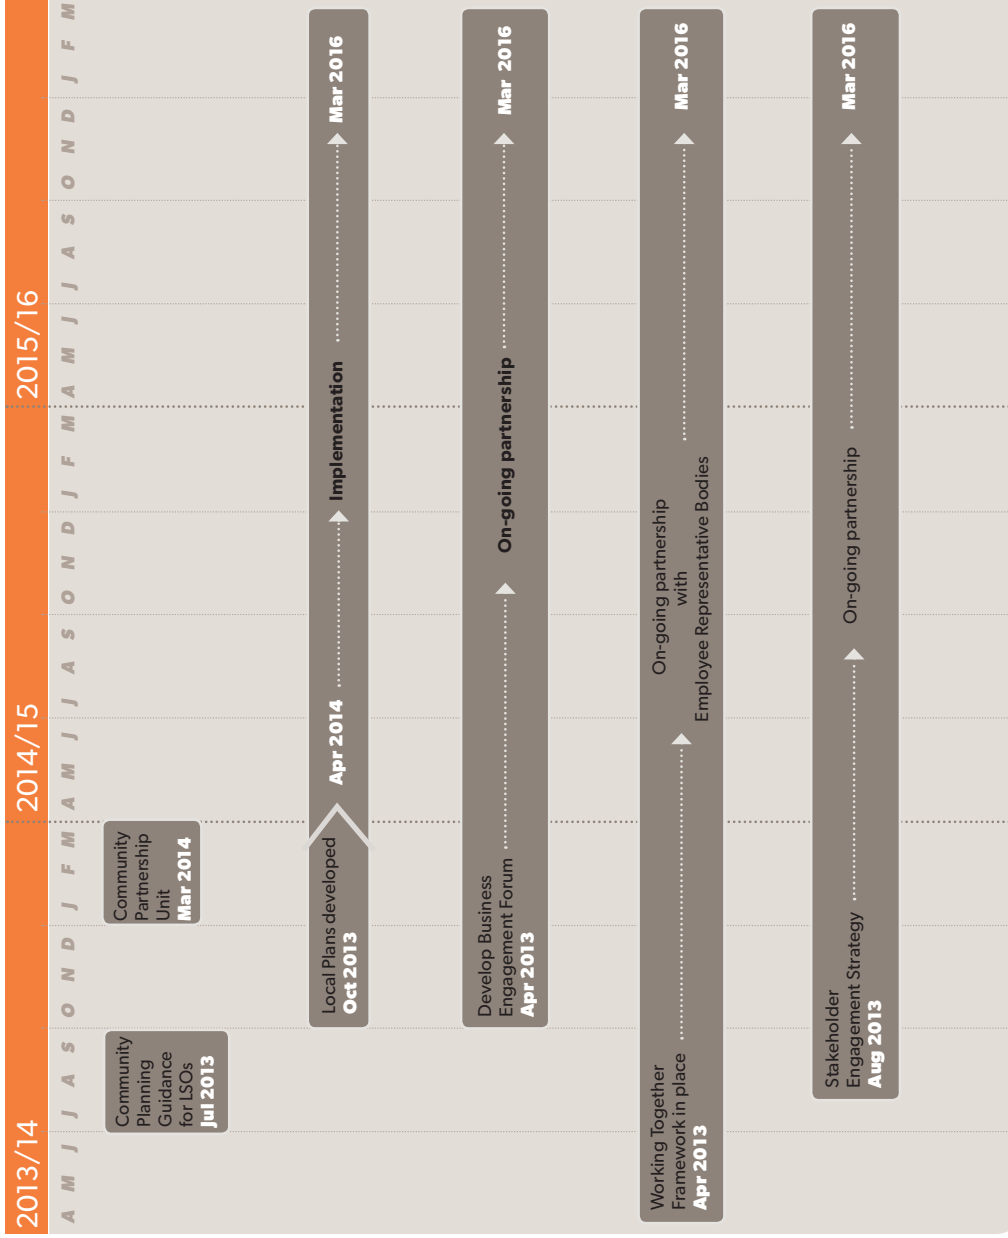 2013/14
2014/15
2015/16
A M J J A S O N D J F M A M J J A S O N D J F M A M J J A S O N D J F M
Community
Planning
Guidance
for LSOs
Jul 2013
Community
Partnership
Unit
Mar 2014
Local Plans developed
Oct 2013
Apr 2014
Implementation
Mar 2016
Develop Business
Engagement Forum
Apr 2013
On-going partnership
Mar 2016
Working Together
Framework in place
Apr 2013
On-going partnership
with
Employee Representative Bodies
Mar 2016
Stakeholder
Engagement Strategy
Aug 2013
On-going partnership
Mar 2016